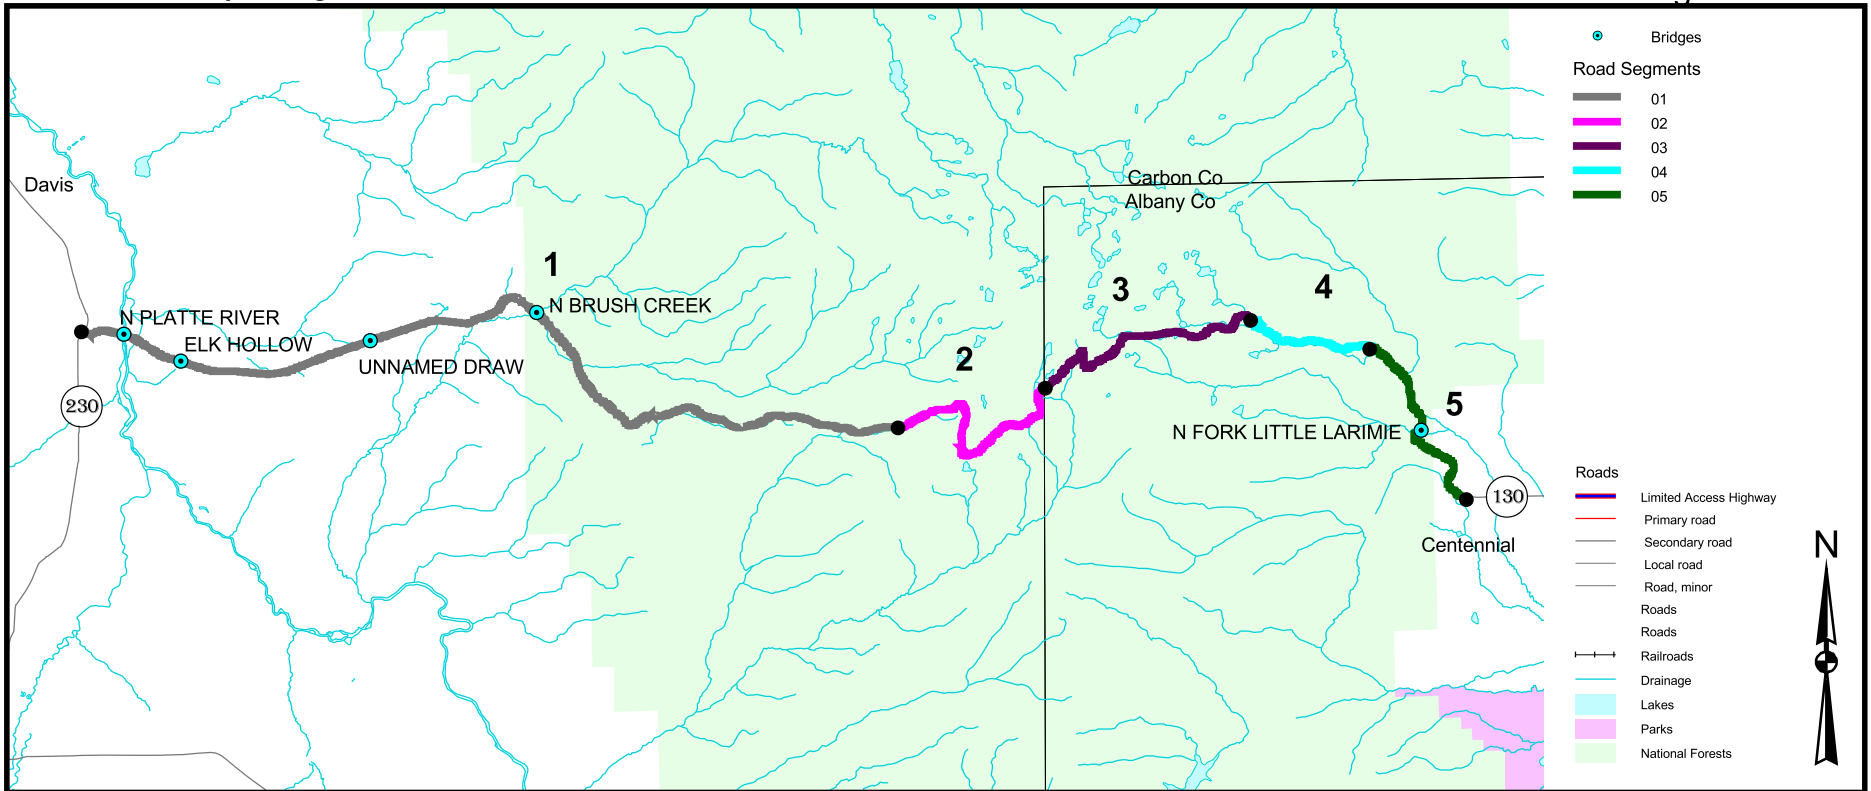 Bridges
Road Segments
01
02
03
04
05
Davis
Carbon Co
Albany Co
1
N BRUSH CREEK
N PLATTE RIVER
ELK HOLLOW
UNNAMED DRAW
230
2
3
4
5
N FORK LITTLE LARIMIE
130
Centennial
Roads
Limited Access Highway
Primary road
Secondary road
Local road
Road, minor
Roads
Roads
Railroads
Drainage
Lakes
Parks
National Forests
N